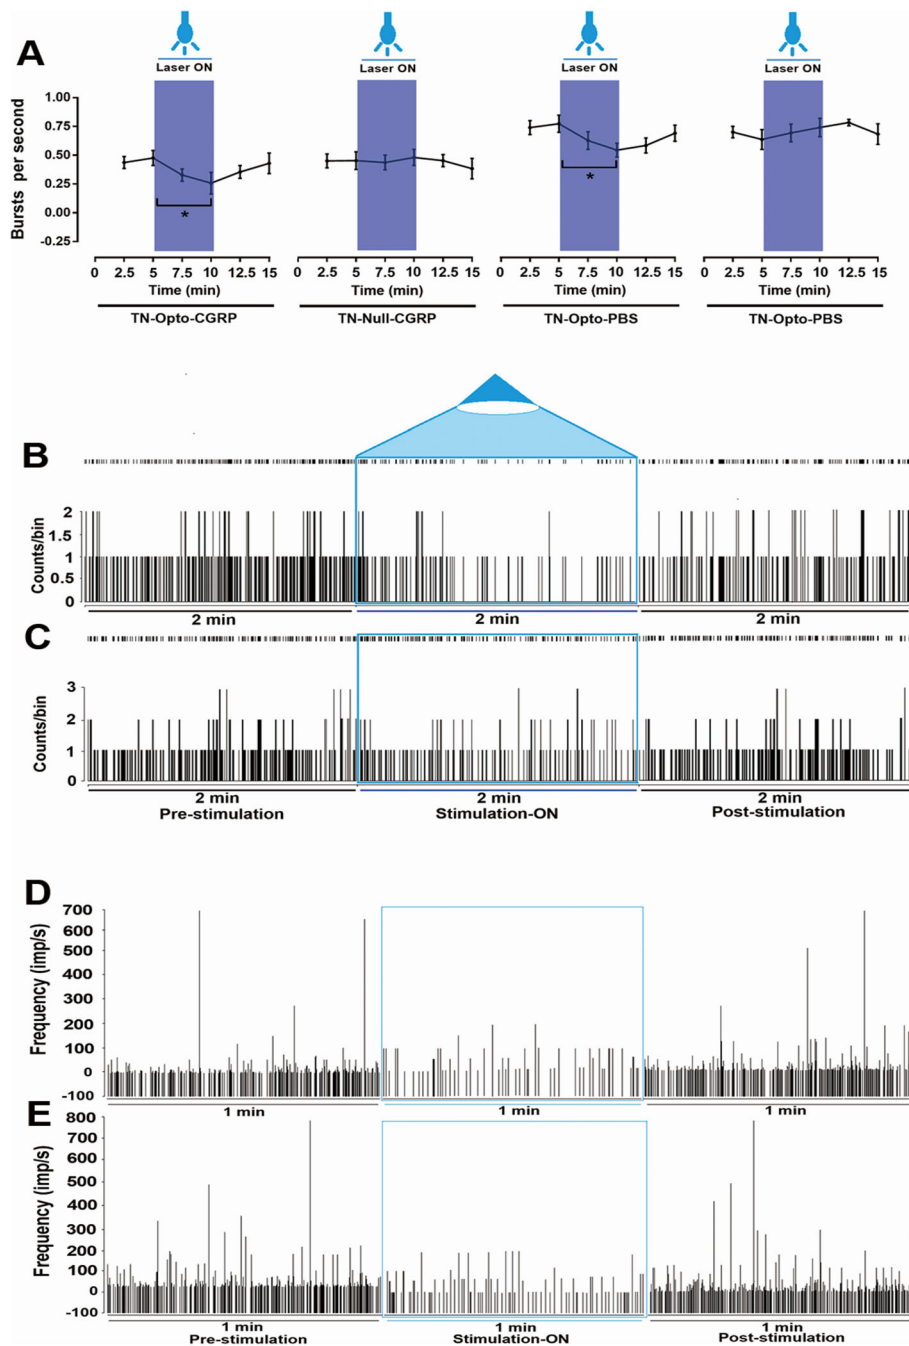 A
Laser ON Laser ON Laser ON Laser ON
Bursts per second
1.00
0.50
0.25
0.00
-0.25
0 2.5 5 7.5 10 12.5 15 0 2.5 5 7.5 10 12.5 15 0 2.5 5 7.5 10 12.5 15 0 2.5 5 7.5 10 12.5 15
Time (min) Time (min) Time (min) Time (min)
TN-Opto-CGRP TN-Null-CGRP TN-Opto-PBS TN-Opto-PBS
* *
B
Counts/bin
2
1.5
1
0.5
0
2 min 2 min 2 min
C
Counts/bin
3
2
1
0
2 min 2 min 2 min
Pre-stimulation Stimulation-ON Post-stimulation
D
Frequency (imp/s)
700
600
500
400
300
200
100
0
-100
1 min 1 min 1 min
E
Frequency (imp/s)
800
700
600
500
400
300
200
100
0
-100
1 min 1 min 1 min
Pre-stimulation Stimulation-ON Post-stimulation